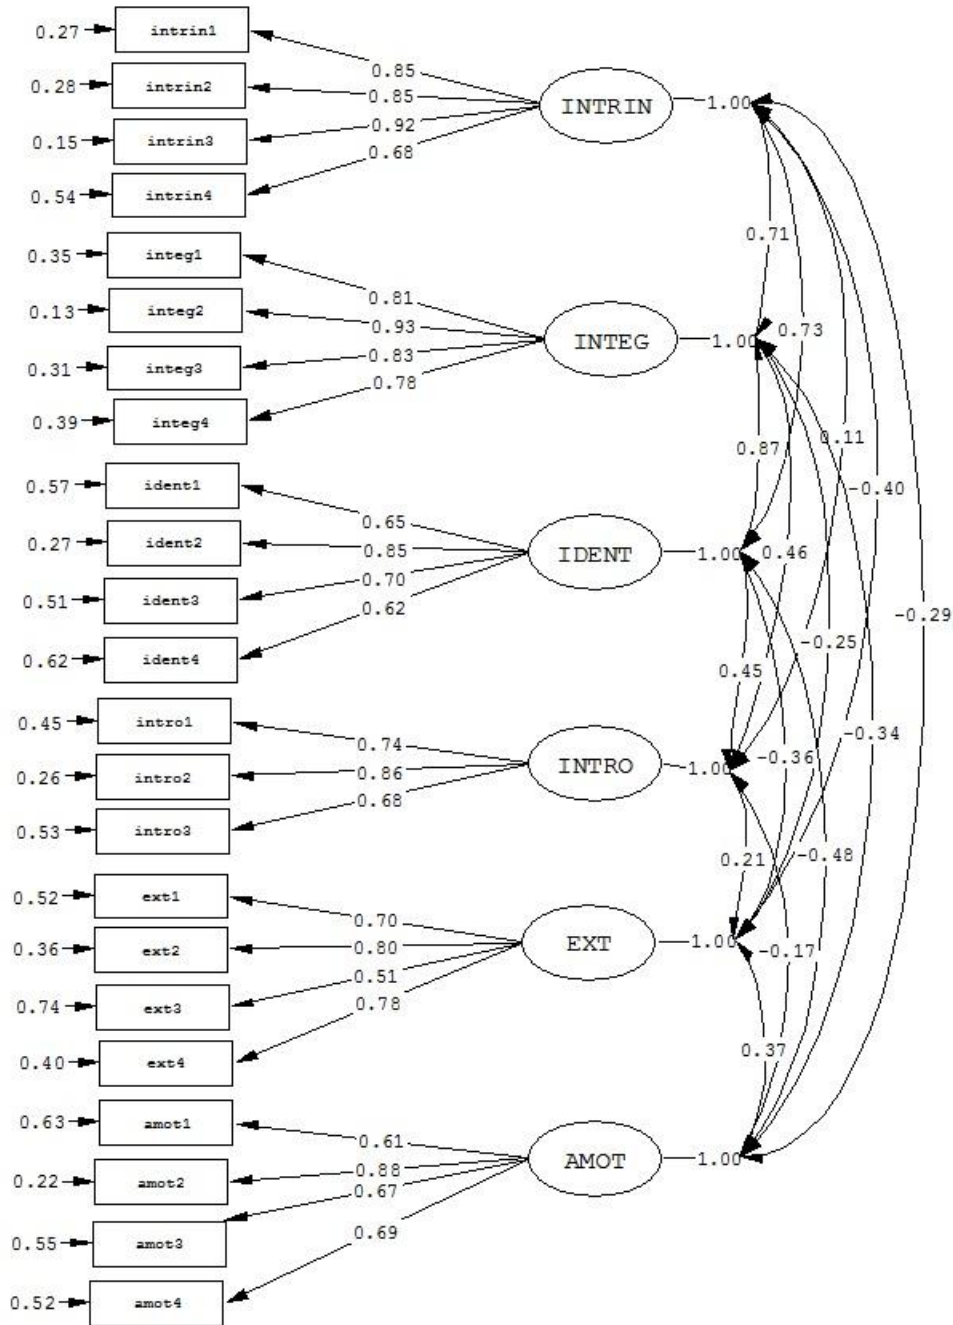 0.27 intrin1
0.85
0.28 intrin2
0.85
INTRIN 1.00
0.15 intrin3
0.92
0.54 intrin4
0.68
0.71
0.35 integ1
0.81
0.13 integ2
0.93
INTEG 1.00
0.73
0.31 integ3
0.83
0.39 integ4
0.78
0.87
0.11
-0.40
0.57 ident1
0.65
0.27 ident2
0.85
IDENT 1.00
0.46
0.51 ident3
0.70
0.62 ident4
0.62
-0.29
-0.25
0.45
0.45 intro1
0.74
-0.34
0.26 intro2
0.86
INTRO 1.00
-0.36
0.53 intro3
0.68
0.21
-0.48
0.52 ext1
0.70
0.36 ext2
0.80
EXT 1.00
-0.17
0.74 ext3
0.51
0.40 ext4
0.78
0.37
0.63 amot1
0.61
0.22 amot2
0.88
AMOT 1.00
0.55 amot3
0.67
0.52 amot4
0.69